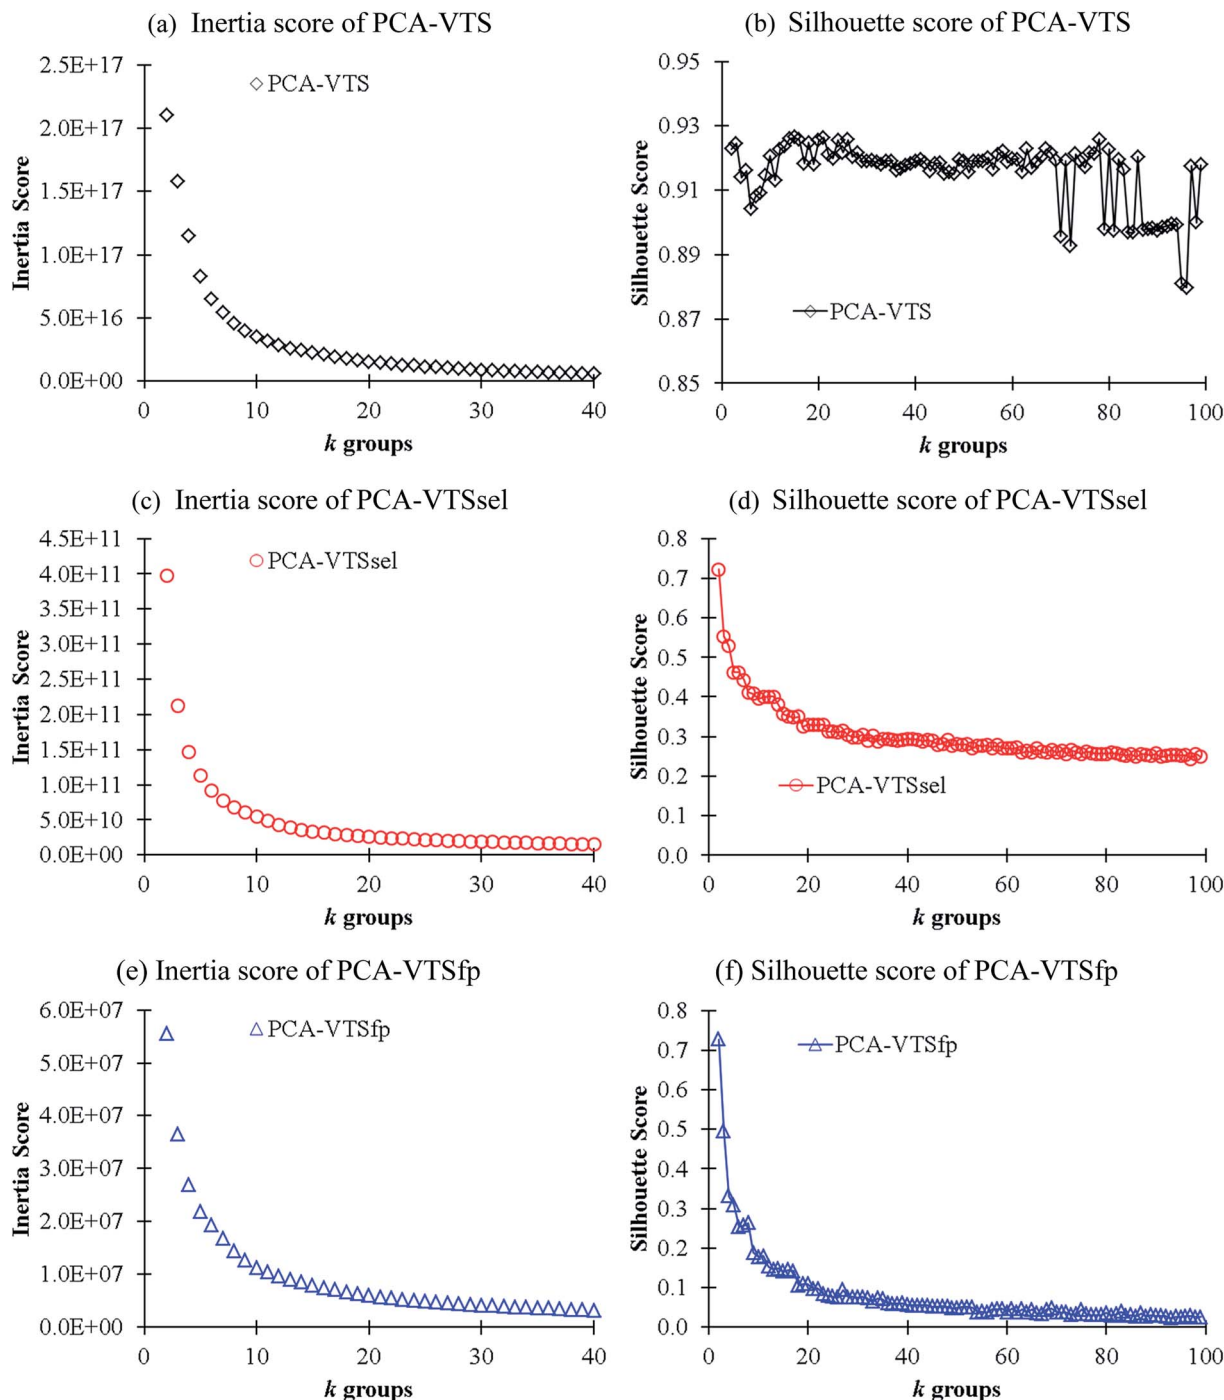 (a) Inertia score of PCA-VTS
2.5E+17
2.0E+17
1.5E+17
1.0E+17
5.0E+16
0.0E+00
Inertia Score
PCA-VTS
0 10 20 30 40
k groups
(b) Silhouette score of PCA-VTS
0.95
0.93
0.91
0.89
0.87
0.85
Silhouette Score
PCA-VTS
0 20 40 60 80 100
k groups
(c) Inertia score of PCA-VTSsel
4.5E+11
4.0E+11
3.5E+11
3.0E+11
2.5E+11
2.0E+11
1.5E+11
1.0E+11
5.0E+10
0.0E+00
Inertia Score
PCA-VTSsel
0 10 20 30 40
k groups
(d) Silhouette score of PCA-VTSsel
0.8
0.7
0.6
0.5
0.4
0.3
0.2
0.1
0.0
Silhouette Score
PCA-VTSsel
0 20 40 60 80 100
k groups
(e) Inertia score of PCA-VTSfp
6.0E+07
5.0E+07
4.0E+07
3.0E+07
2.0E+07
1.0E+07
0.0E+00
Inertia Score
PCA-VTSfp
0 10 20 30 40
k groups
(f) Silhouette score of PCA-VTSfp
0.8
0.7
0.6
0.5
0.4
0.3
0.2
0.1
0.0
Silhouette Score
PCA-VTSfp
0 20 40 60 80 100
k groups